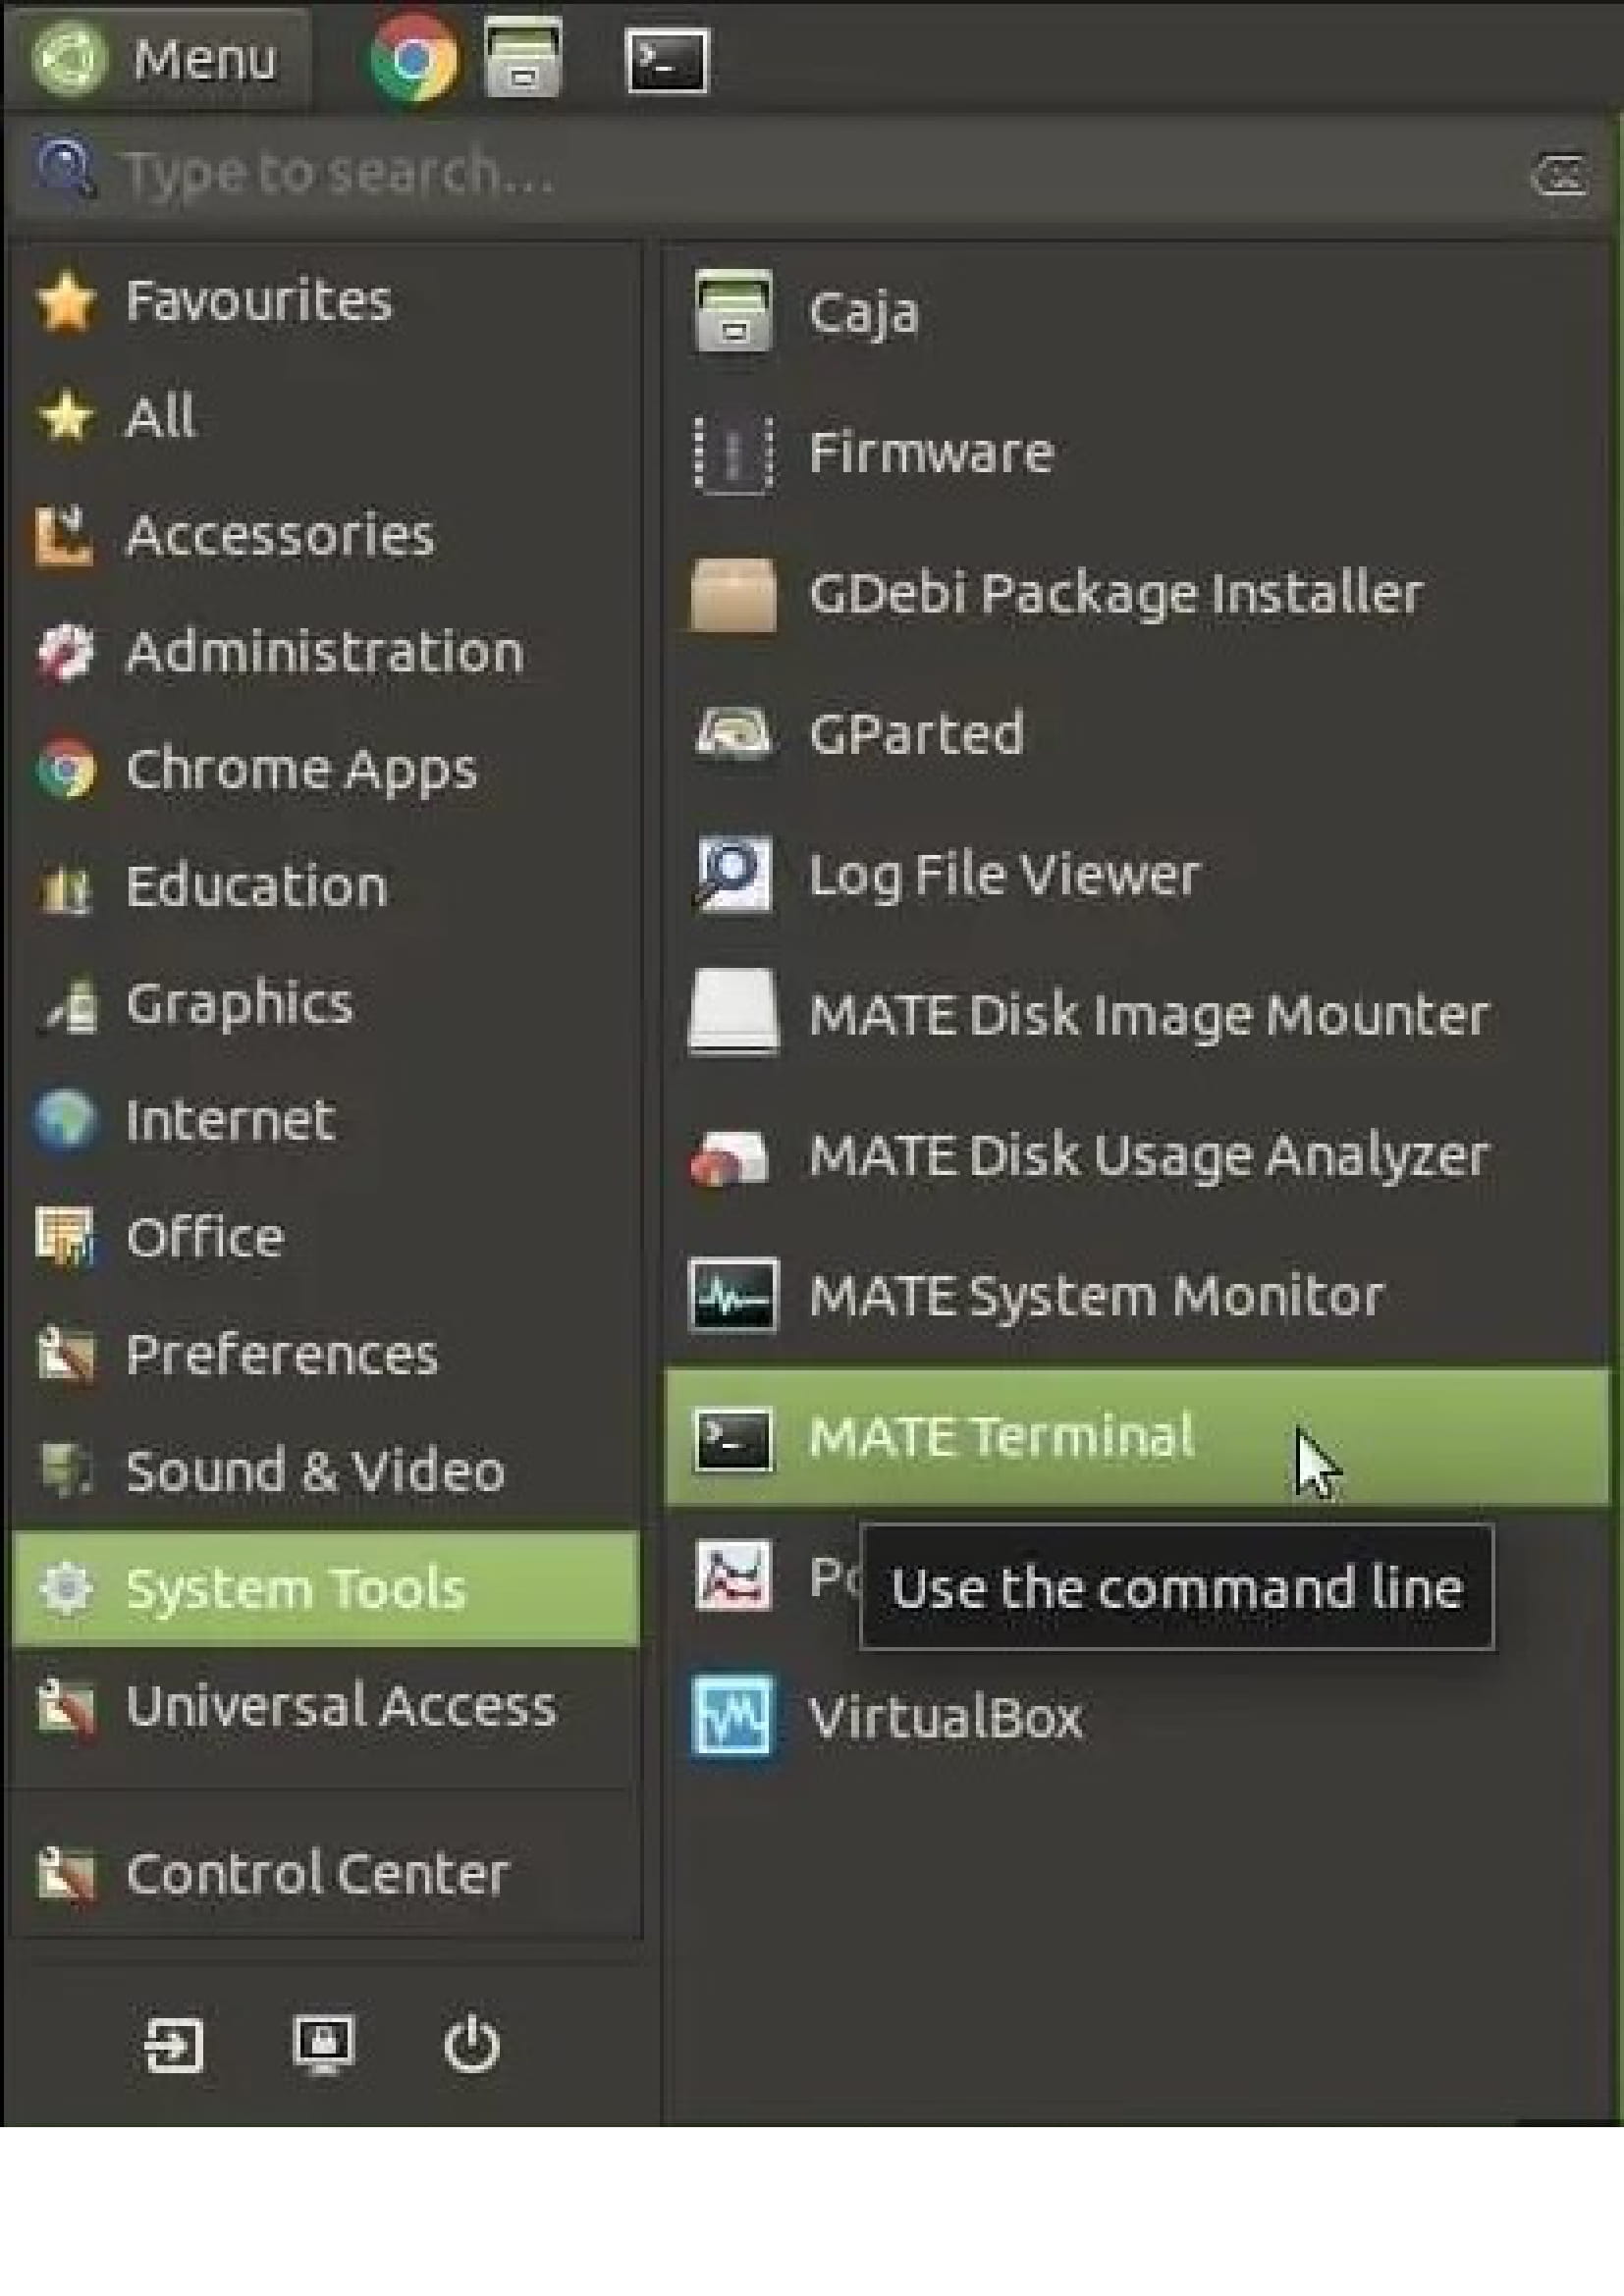 Menu
Type to search...
Favourites
All
Accessories
Administration
Chrome Apps
Education
Graphics
Internet
Office
Preferences
Sound & Video
System Tools
Universal Access
Control Center
Caja
Firmware
GDebi Package Installer
GParted
Log File Viewer
MATE Disk Image Mounter
MATE Disk Usage Analyzer
MATE System Monitor
MATE Terminal
Use the command line
VirtualBox